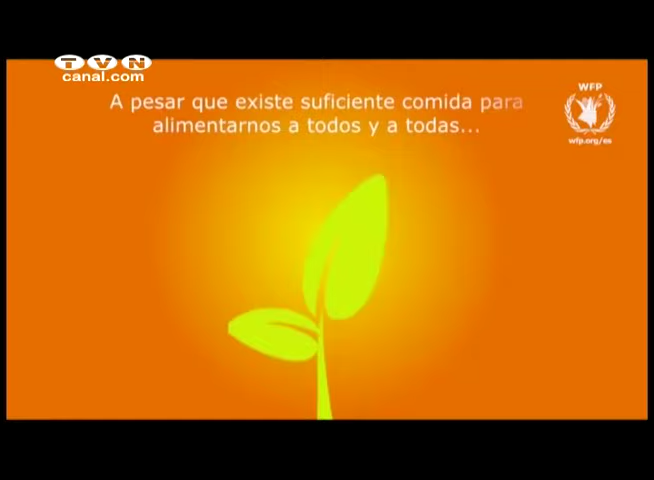 TVN
canal.com
A pesar que existe suficiente comida para
alimentarnos a todos y a todas...
WFP
wfp.org/es